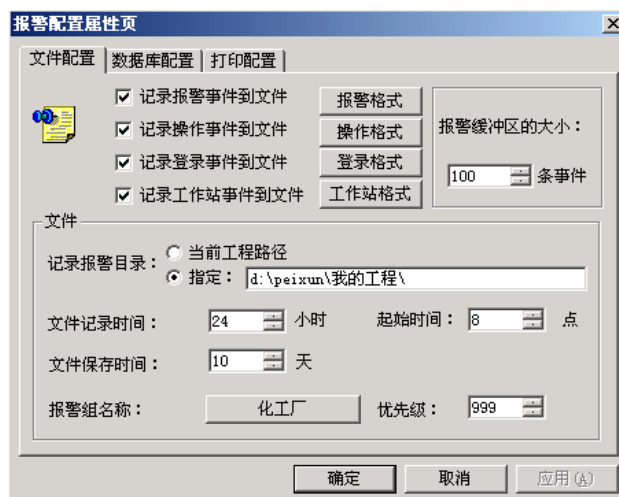 报警配置属性页
文件配置 数据库配置 打印配置
记录报警事件到文件 报警格式
记录操作事件到文件 操作格式
记录登录事件到文件 登录格式
记录工作站事件到文件 工作站格式
报警缓冲区的大小：
100 条事件
文件
记录报警目录： 当前工程路径
指定： d:\peixun\我的工程\
文件记录时间： 24 小时 起始时间： 8 点
文件保存时间： 10 天
报警组名称： 化工厂 优先级： 999
确定 取消 应用(A)